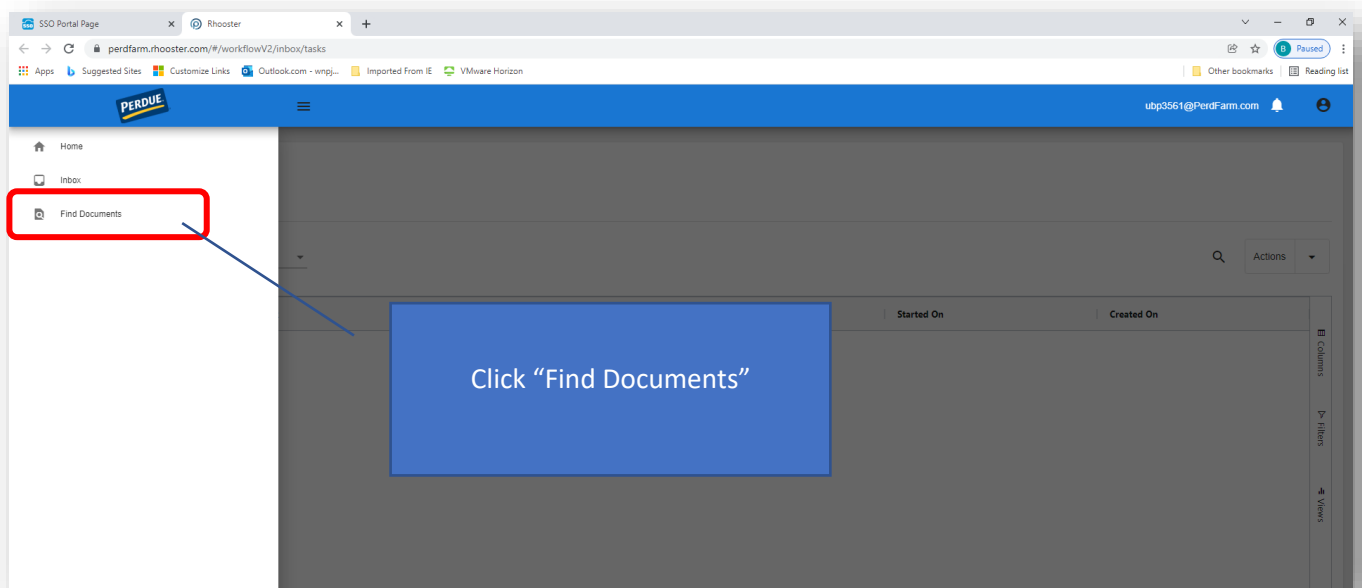 SSO Portal Page
Rhooster
perdfarm.rhooster.com/#/workflowV2/inbox/tasks
B Paused
Apps Suggested Sites Customize Links Outlook.com - wnpj... Imported From IE VMware Horizon Other bookmarks Reading list
PERDUE ubp3561@PerdFarm.com
Home
Inbox
Find Documents
Actions
Started On Created On
Columns
Click “Find Documents”
Filters
Views